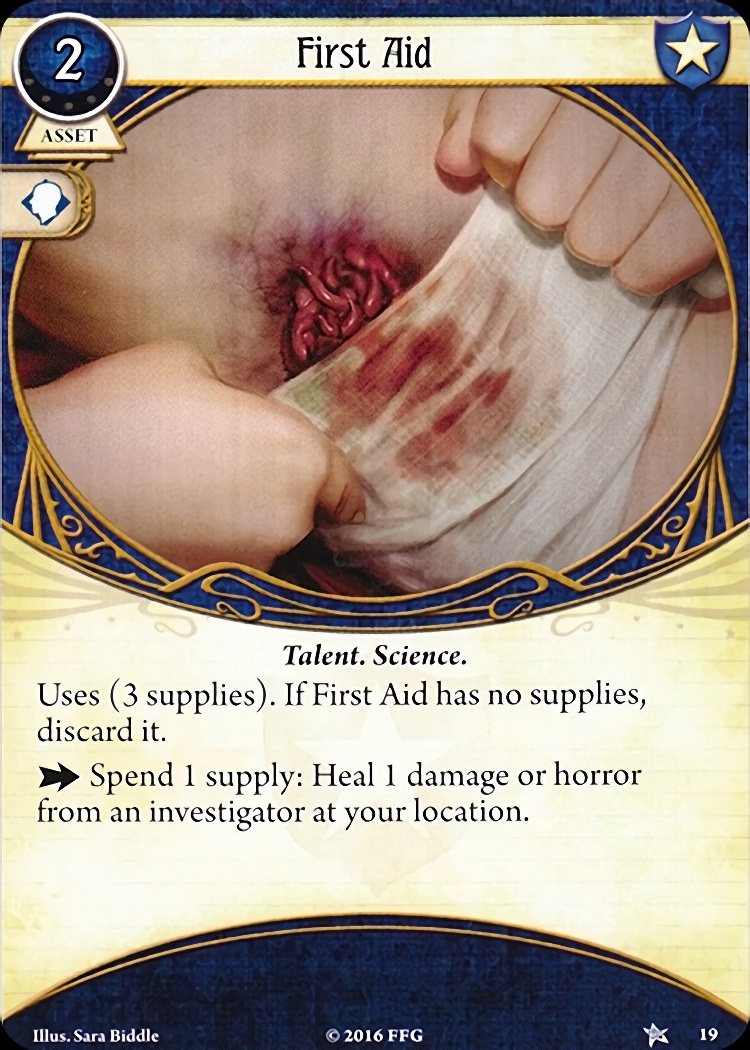 2
First Aid
ASSET
Talent. Science.
Uses (3 supplies). If First Aid has no supplies,
discard it.
Spend 1 supply: Heal 1 damage or horror
from an investigator at your location.
Illus. Sara Biddle
© 2016 FFG
19